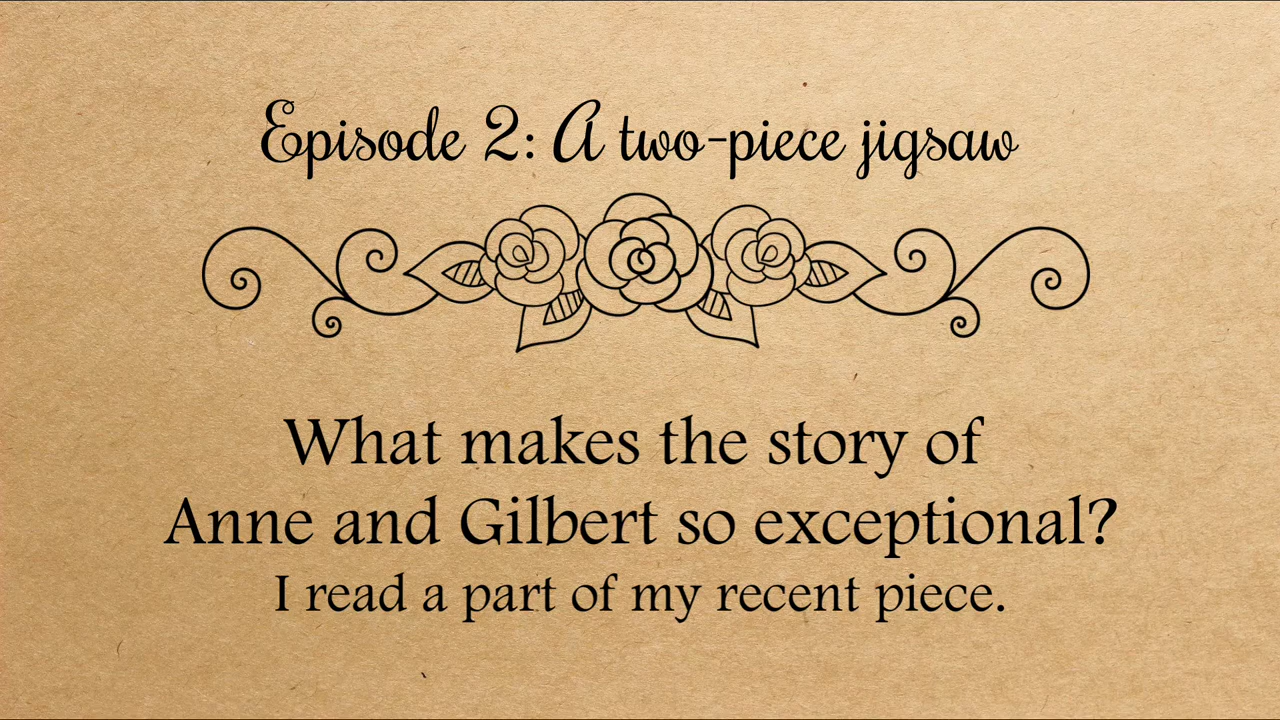 Episode 2: A two-piece jigsaw
What makes the story of
Anne and Gilbert so exceptional?
I read a part of my recent piece.